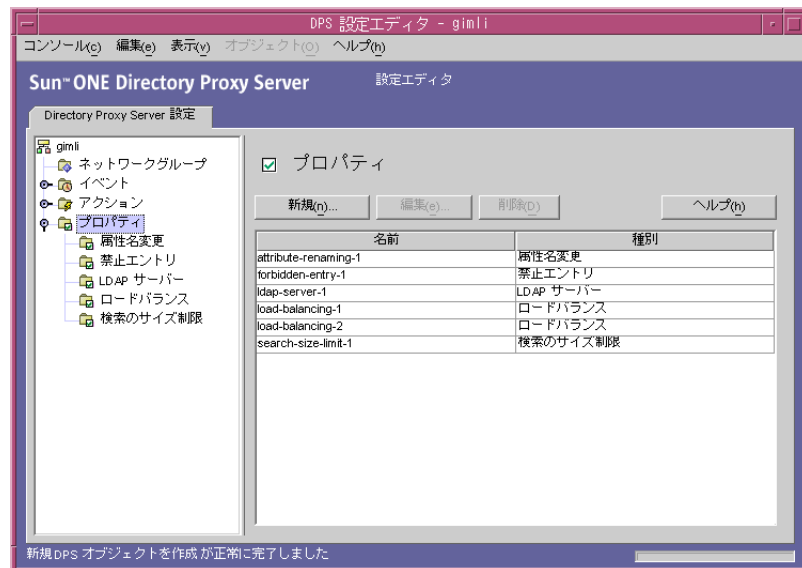 DPS 設定エディタ - gimli
コンソール(c) 編集(e) 表示(v) オブジェクト(o) ヘルプ(h)
Sun™ ONE Directory Proxy Server 設定エディタ
Directory Proxy Server 設定
gimli
ネットワークグループ
イベント
アクション
プロパティ
属性名変更
禁止エントリ
LDAP サーバー
ロードバランス
検索のサイズ制限
プロパティ
新規(n)... 編集(e)... 削除(D) ヘルプ(h)
名前 種別
attribute-renaming-1 属性名変更
forbidden-entry-1 禁止エントリ
ldap-server-1 LDAP サーバー
load-balancing-1 ロードバランス
load-balancing-2 ロードバランス
search-size-limit-1 検索のサイズ制限
新規DPS オブジェクトを作成 が正常に完了しました